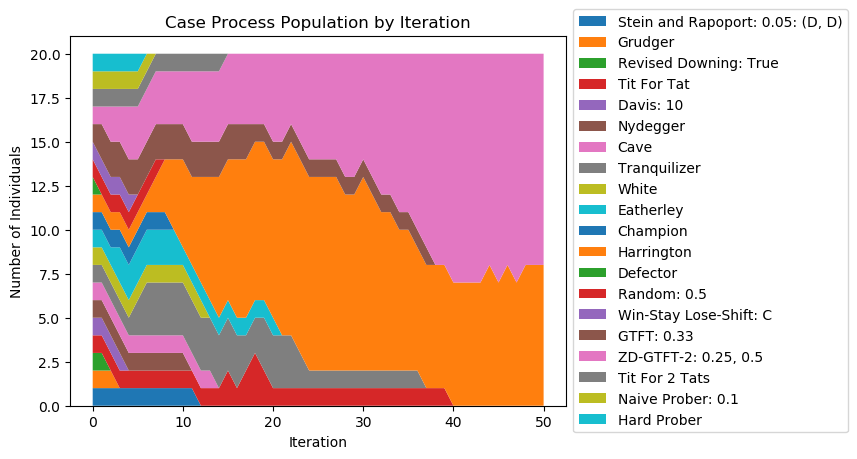 Case Process Population by Iteration
Number of Individuals
20.0
17.5
15.0
12.5
10.0
7.5
5.0
2.5
0.0
0 10 20 30 40 50
Iteration
Stein and Rapoport: 0.05: (D, D)
Grudger
Revised Downing: True
Tit For Tat
Davis: 10
Nydegger
Cave
Tranquilizer
White
Eatherley
Champion
Harrington
Defector
Random: 0.5
Win-Stay Lose-Shift: C
GTFT: 0.33
ZD-GTFT-2: 0.25, 0.5
Tit For 2 Tats
Naive Prober: 0.1
Hard Prober